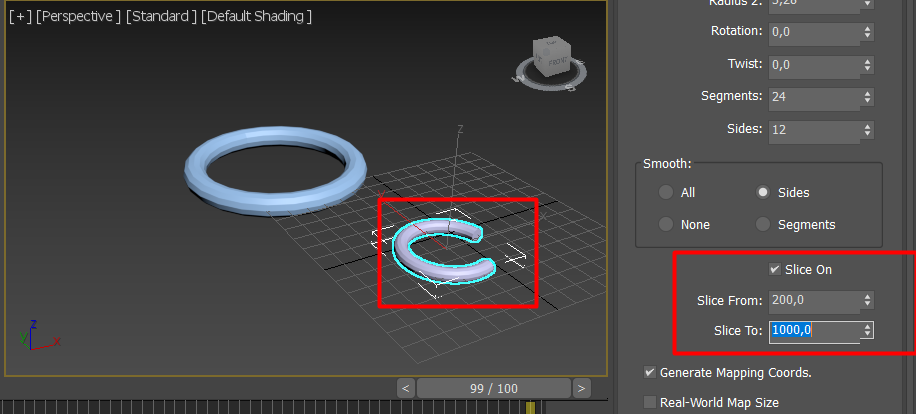 [+] [Perspective ] [Standard ] [Default Shading ]
Radius 2:
Rotation: 0,0
Twist: 0,0
Segments: 24
Sides: 12
Smooth:
All Sides
None Segments
Slice On
Slice From: 200,0
Slice To: 1000,0
Generate Mapping Coords.
Real-World Map Size
FRONT
W
S
z
z
y
x
< 99 / 100 >